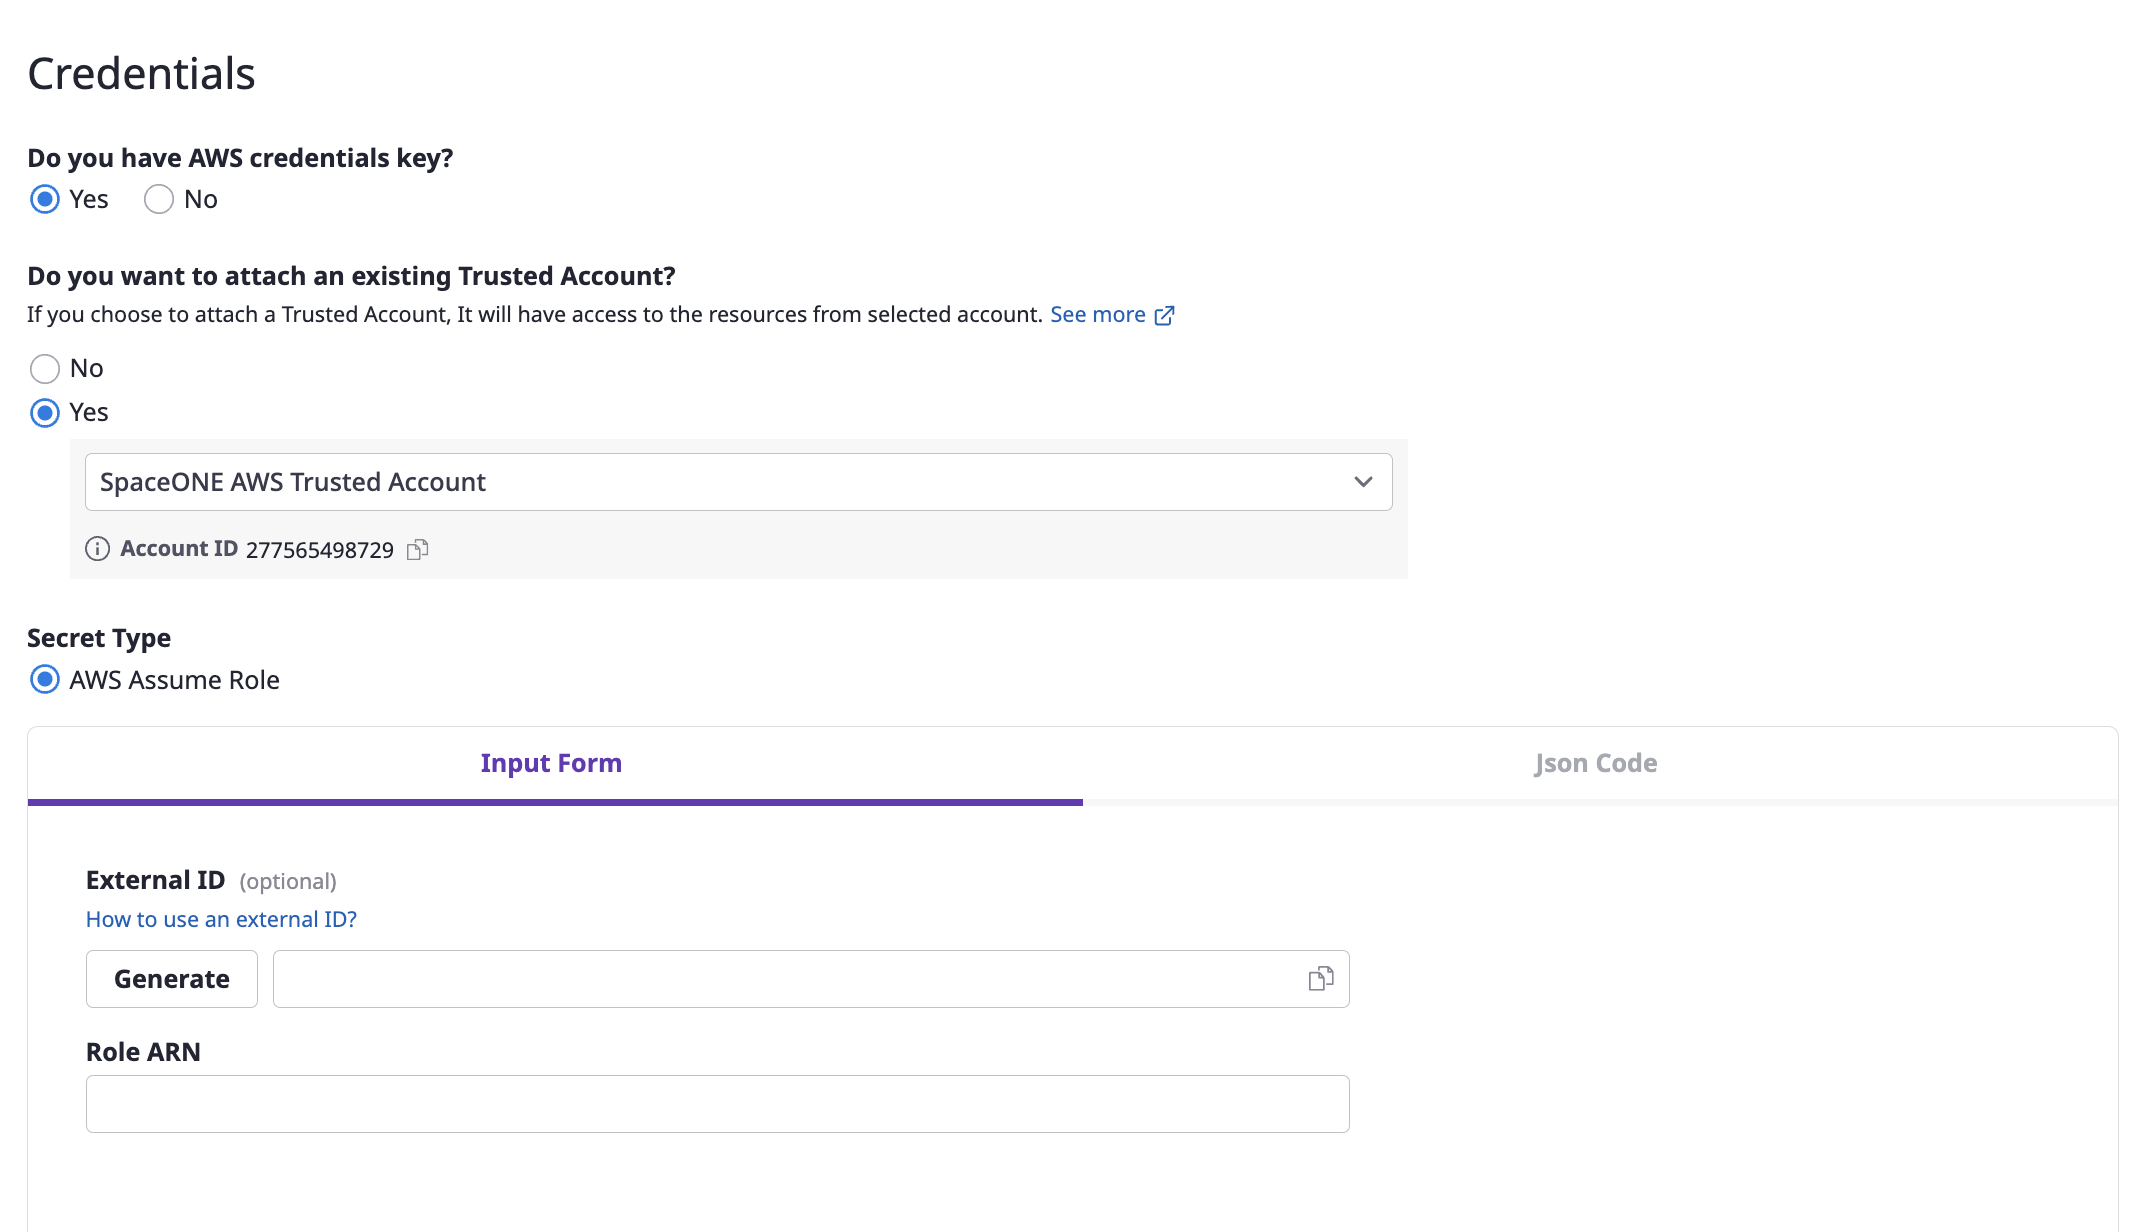 Credentials
Do you have AWS credentials key?
Yes No
Do you want to attach an existing Trusted Account?
If you choose to attach a Trusted Account, It will have access to the resources from selected account. See more
No
Yes
SpaceONE AWS Trusted Account
Account ID 277565498729
Secret Type
AWS Assume Role
Input Form Json Code
External ID (optional)
How to use an external ID?
Generate
Role ARN